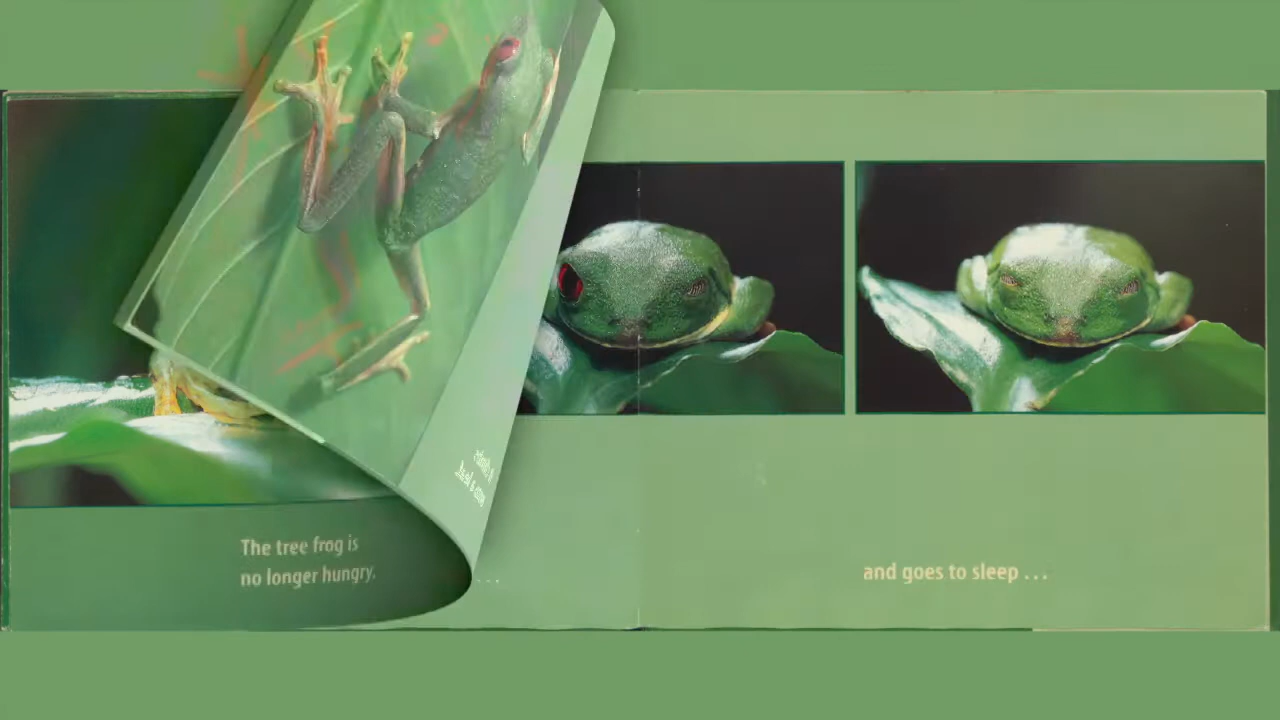 The tree frog is
no longer hungry.
...
and goes to sleep ...